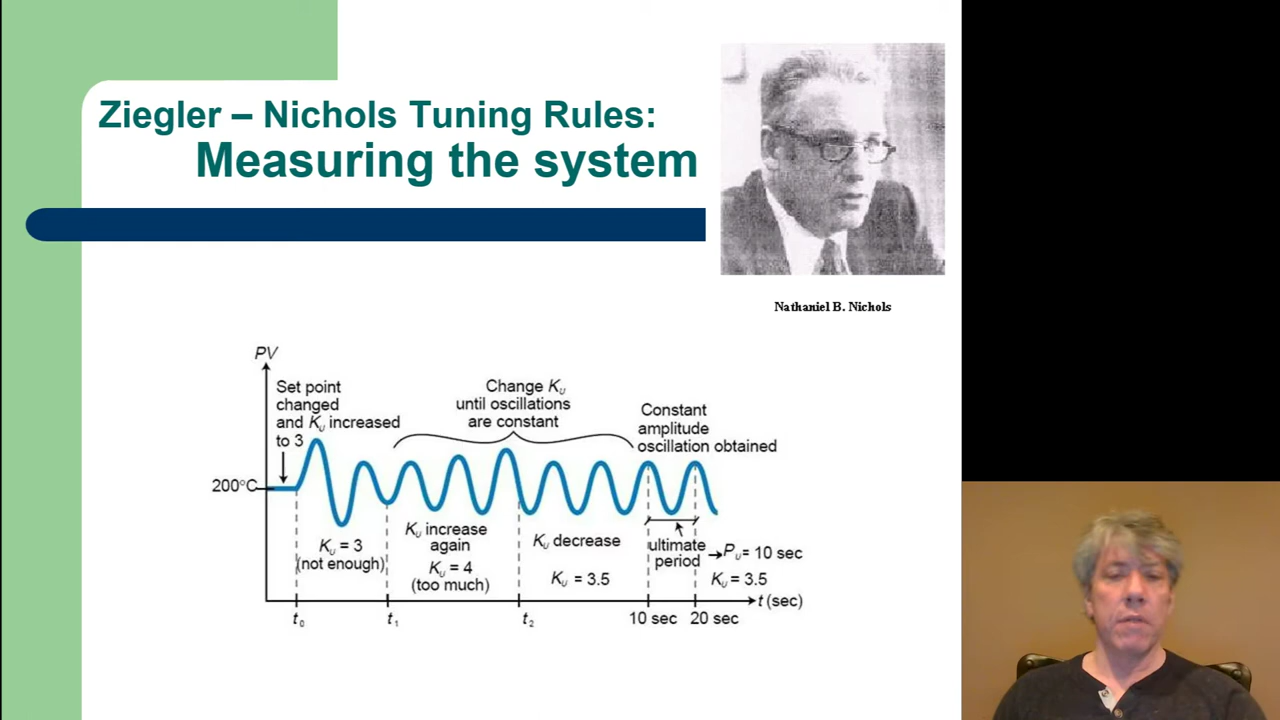 Ziegler – Nichols Tuning Rules:
Measuring the system
Nathaniel B. Nichols
PV
Set point
changed
and Ku increased
to 3
Change Ku
until oscillations
are constant
Constant
amplitude
oscillation obtained
200°C
Ku = 3
(not enough)
Ku increase
again
Ku = 4
(too much)
Ku decrease
Ku = 3.5
ultimate
period
Pu = 10 sec
Ku = 3.5
t (sec)
t0
t1
t2
10 sec
20 sec